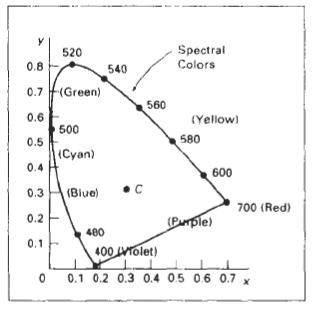 y
520
Spectral
Colors
0.8
540
0.7
(Green)
560
0.6
(Yellow)
500
580
0.5
(Cyan)
0.4
600
0.3
(Blue)
C
700 (Red)
0.2
(Purple)
480
0.1
400 (Violet)
0 0.1 0.2 0.3 0.4 0.5 0.6 0.7 x